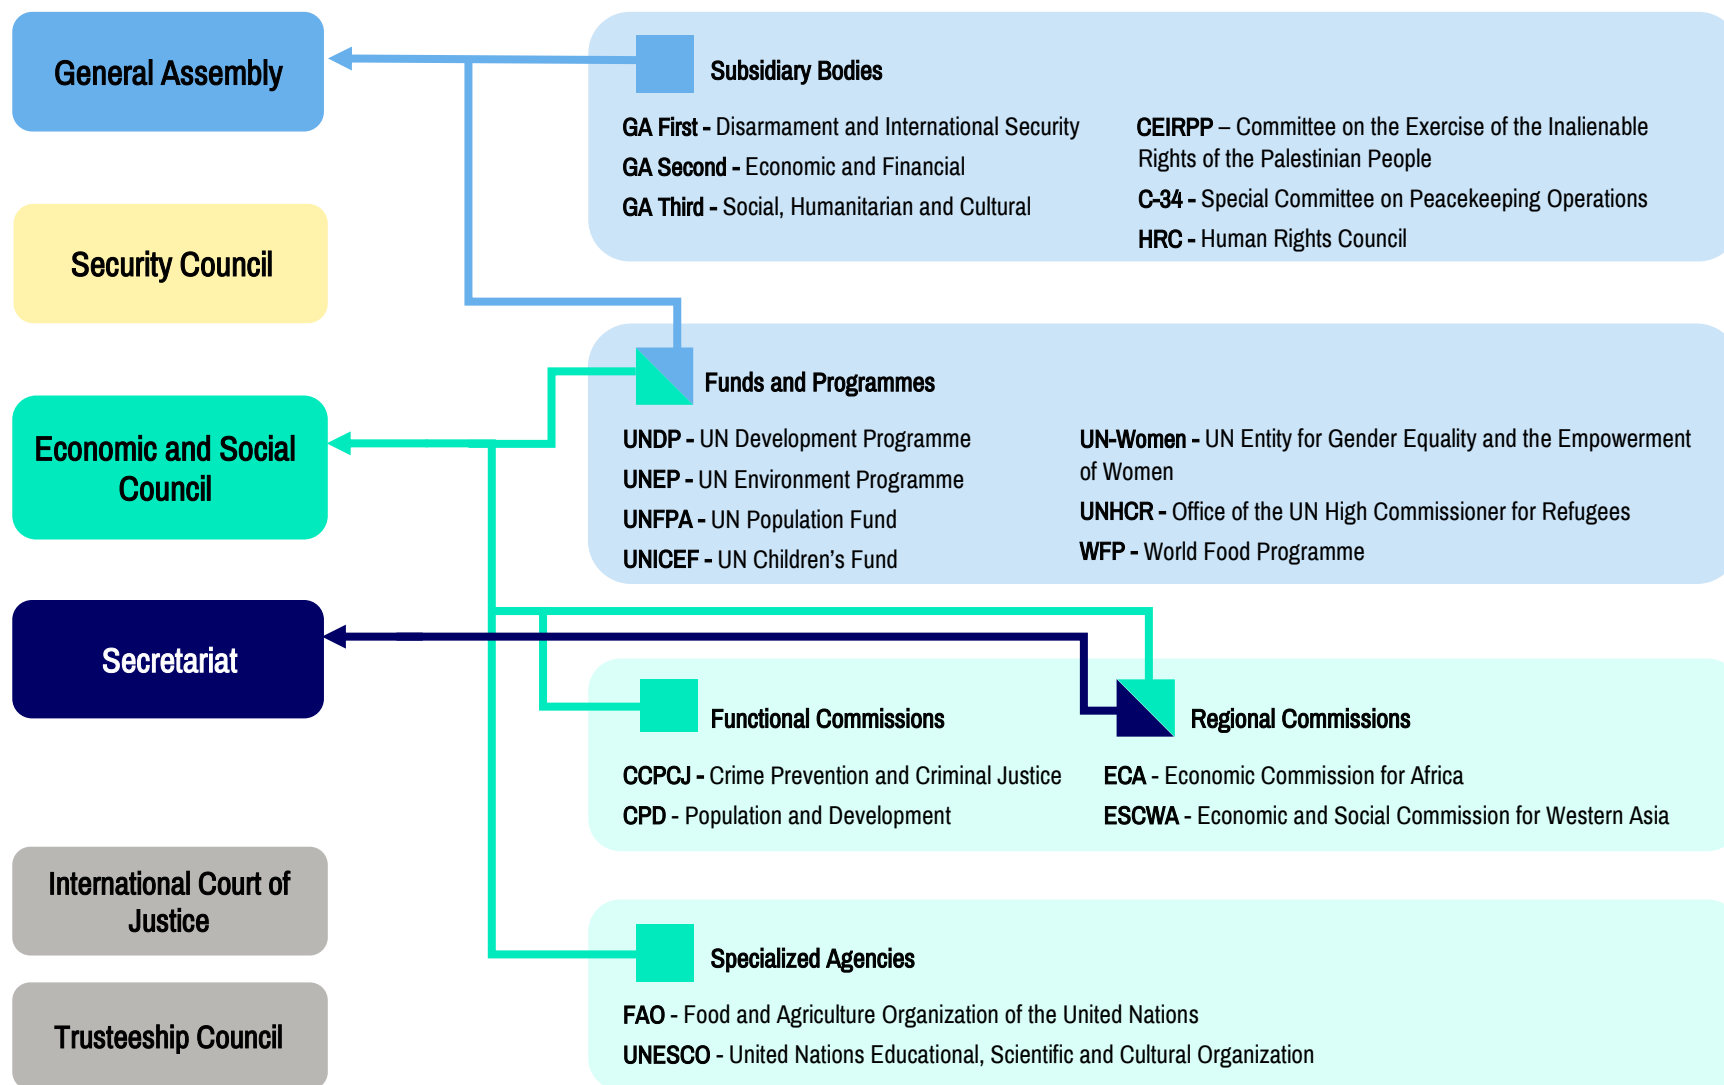 General Assembly
Security Council
Economic and Social
Council
Secretariat
International Court of
Justice
Trusteeship Council
Subsidiary Bodies
GA First - Disarmament and International Security
GA Second - Economic and Financial
GA Third - Social, Humanitarian and Cultural
CEIRPP – Committee on the Exercise of the Inalienable
Rights of the Palestinian People
C-34 - Special Committee on Peacekeeping Operations
HRC - Human Rights Council
Funds and Programmes
UNDP - UN Development Programme
UNEP - UN Environment Programme
UNFPA - UN Population Fund
UNICEF - UN Children’s Fund
UN-Women - UN Entity for Gender Equality and the Empowerment
of Women
UNHCR - Office of the UN High Commissioner for Refugees
WFP - World Food Programme
Functional Commissions
CCPCJ - Crime Prevention and Criminal Justice
CPD - Population and Development
Regional Commissions
ECA - Economic Commission for Africa
ESCWA - Economic and Social Commission for Western Asia
Specialized Agencies
FAO - Food and Agriculture Organization of the United Nations
UNESCO - United Nations Educational, Scientific and Cultural Organization